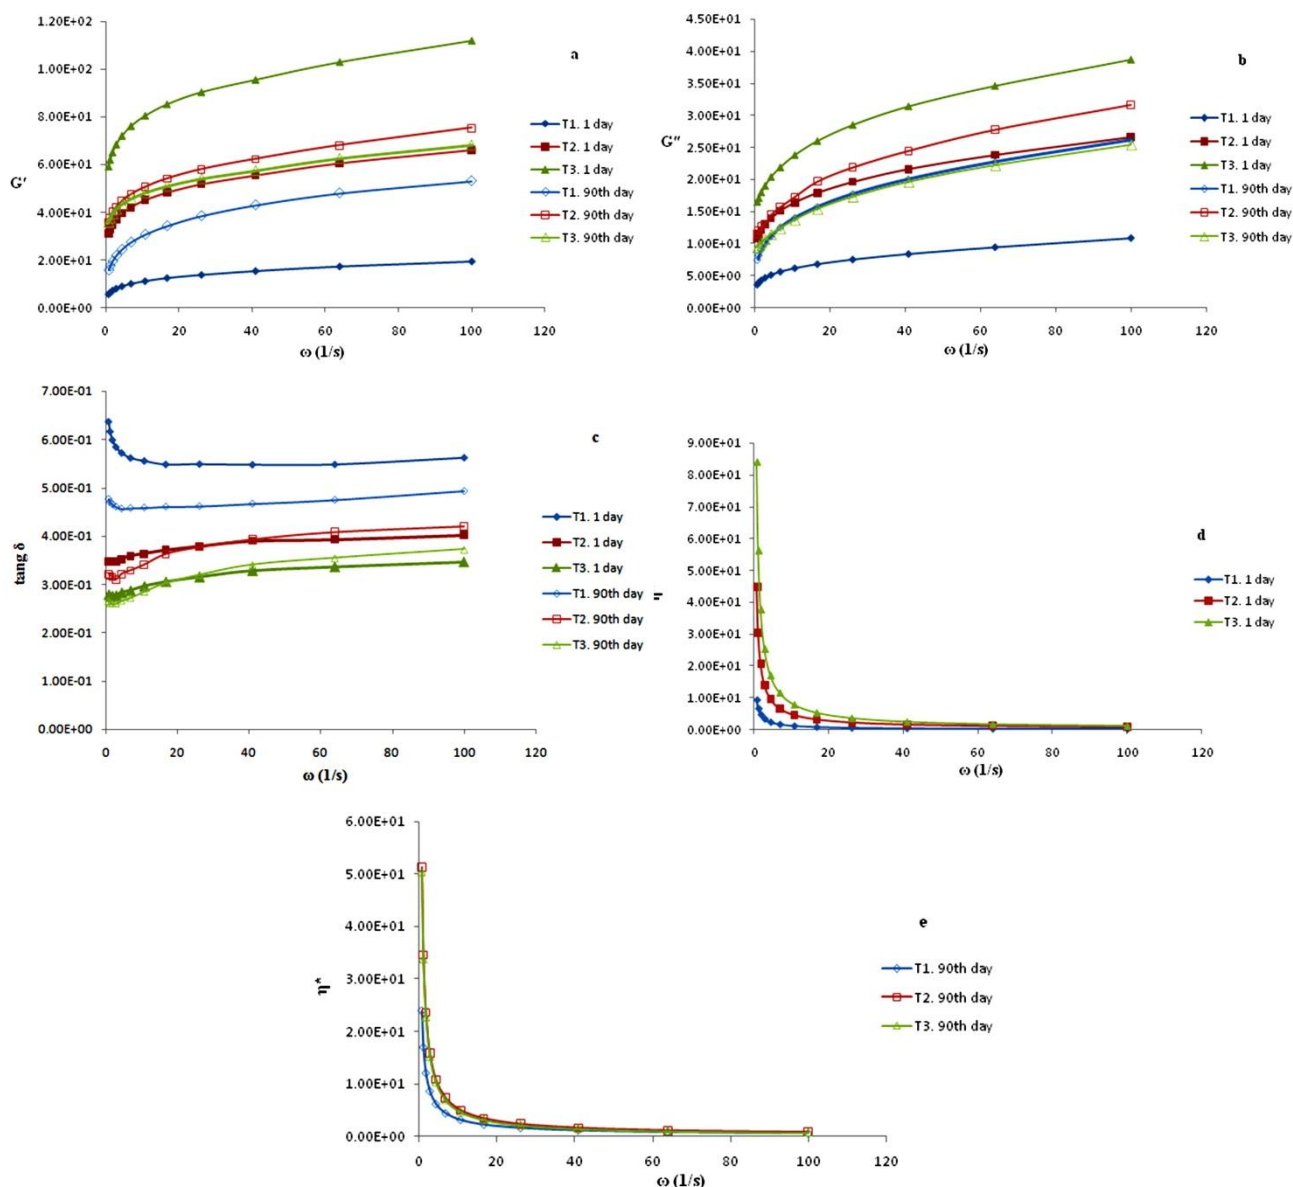 1.20E+02
1.00E+02
8.00E+01
6.00E+01
4.00E+01
2.00E+01
0.00E+00
G'
0 20 40 60 80 100 120
ω (1/s)
a
T1. 1 day
T2. 1 day
T3. 1 day
T1. 90th day
T2. 90th day
T3. 90th day
4.50E+01
4.00E+01
3.50E+01
3.00E+01
2.50E+01
2.00E+01
1.50E+01
1.00E+01
5.00E+00
0.00E+00
G"
0 20 40 60 80 100 120
ω (1/s)
b
T1. 1 day
T2. 1 day
T3. 1 day
T1. 90th day
T2. 90th day
T3. 90th day
7.00E-01
6.00E-01
5.00E-01
4.00E-01
3.00E-01
2.00E-01
1.00E-01
0.00E+00
tang δ
0 20 40 60 80 100 120
ω (1/s)
c
T1. 1 day
T2. 1 day
T3. 1 day
T1. 90th day
T2. 90th day
T3. 90th day
9.00E+01
8.00E+01
7.00E+01
6.00E+01
5.00E+01
4.00E+01
3.00E+01
2.00E+01
1.00E+01
0.00E+00
0 20 40 60 80 100 120
ω (1/s)
d
T1. 1 day
T2. 1 day
T3. 1 day
6.00E+01
5.00E+01
4.00E+01
3.00E+01
2.00E+01
1.00E+01
0.00E+00
η*
0 20 40 60 80 100 120
ω (1/s)
e
T1. 90th day
T2. 90th day
T3. 90th day